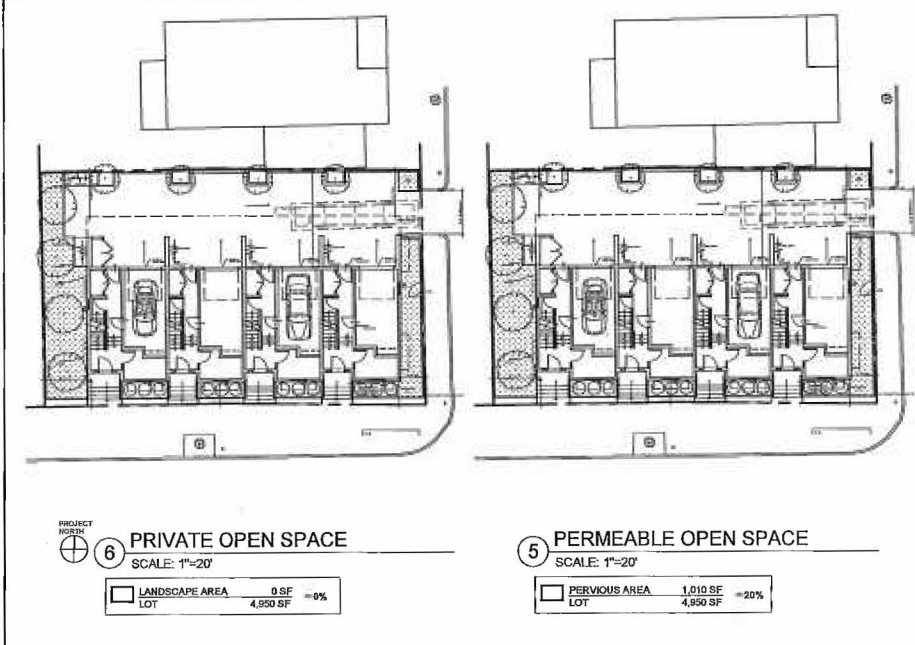 PROJECT
NORTH
6 PRIVATE OPEN SPACE
SCALE: 1"=20'
LANDSCAPE AREA 0 SF =0%
LOT 4,950 SF
5 PERMEABLE OPEN SPACE
SCALE: 1"=20'
PERVIOUS AREA 1,010 SF =20%
LOT 4,950 SF